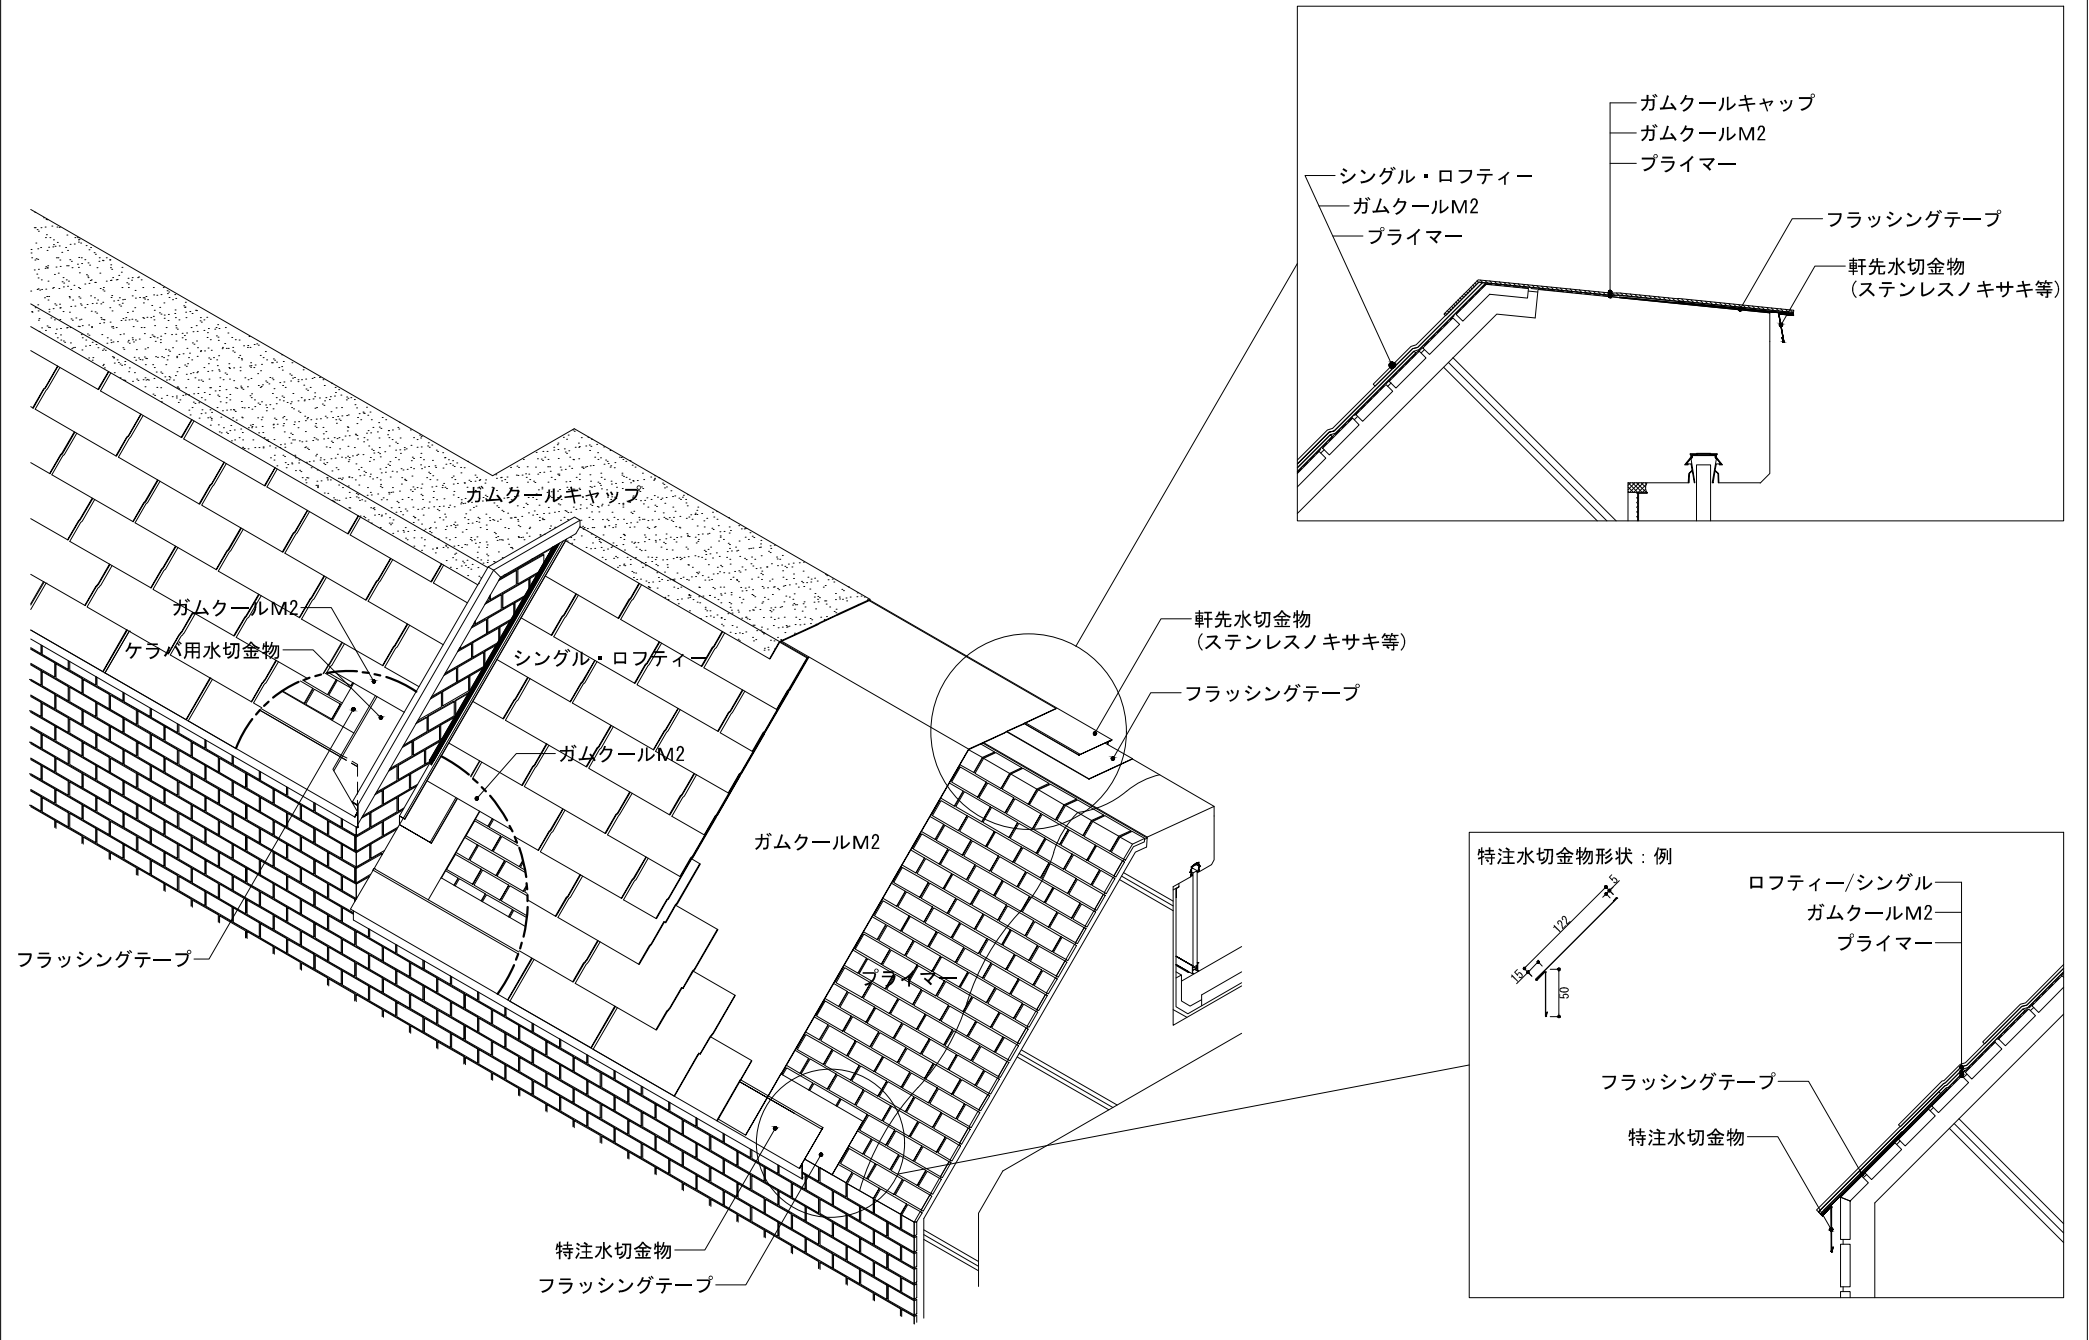 ガムクールキャップ
ガムクールM2
プライマー
シングル・ロフティー
ガムクールM2
プライマー
フラッシングテープ
軒先水切金物
(ステンレスノキサキ等)
ガムクールキャップ
ガムクールM2
ケラバ用水切金物
シングル・ロフティー
軒先水切金物
(ステンレスノキサキ等)
フラッシングテープ
ガムクールM2
ガムクールM2
フラッシングテープ
プライマー
特注水切金物
フラッシングテープ
特注水切金物形状：例
5
122
15
50
ロフティー/シングル
ガムクールM2
プライマー
フラッシングテープ
特注水切金物